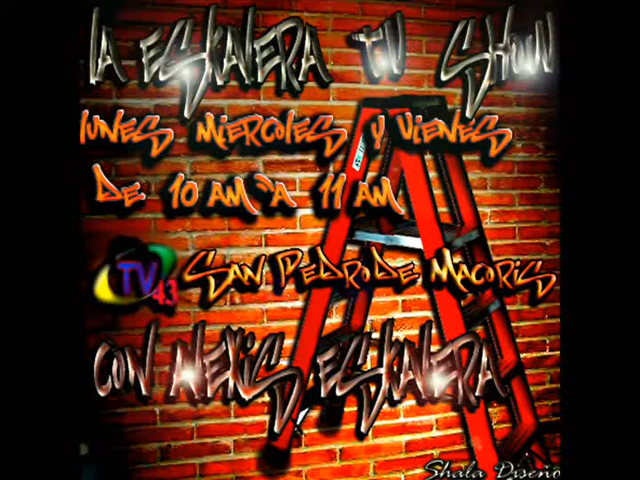 LA ESKALERA TV SHOW
LUNES MIERCOLES Y VIENES
DE 10 AM A 11 AM
TV 43 SAN PEDRO DE MACORIS
CON ALEXIS ESKALERA
Shala Diseño